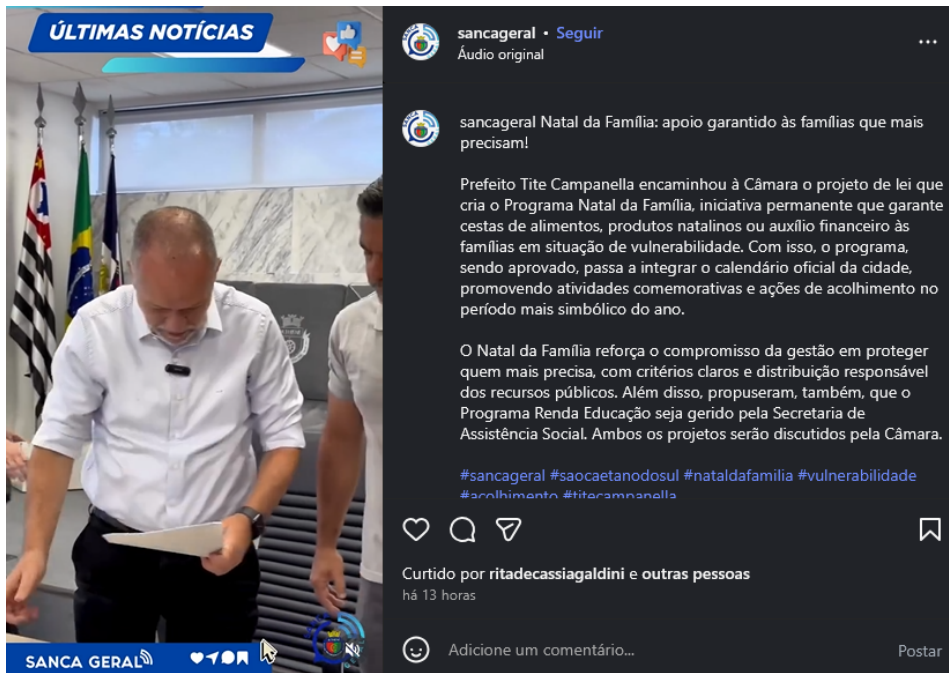 ÚLTIMAS NOTÍCIAS
sancageral • Seguir
Áudio original
sancageral Natal da Família: apoio garantido às famílias que mais
precisam!
Prefeito Tite Campanella encaminhou à Câmara o projeto de lei que
cria o Programa Natal da Família, iniciativa permanente que garante
cestas de alimentos, produtos natalinos ou auxílio financeiro às
famílias em situação de vulnerabilidade. Com isso, o programa,
sendo aprovado, passa a integrar o calendário oficial da cidade,
promovendo atividades comemorativas e ações de acolhimento no
período mais simbólico do ano.
O Natal da Família reforça o compromisso da gestão em proteger
quem mais precisa, com critérios claros e distribuição responsável
dos recursos públicos. Além disso, propuseram, também, que o
Programa Renda Educação seja gerido pela Secretaria de
Assistência Social. Ambos os projetos serão discutidos pela Câmara.
#sancageral #saocaetanodosul #nataldafamilia #vulnerabilidade
#acolhimento #titecampanella
Curtido por ritadecassiagaldini e outras pessoas
há 13 horas
Adicione um comentário...
Postar
SANCA GERAL